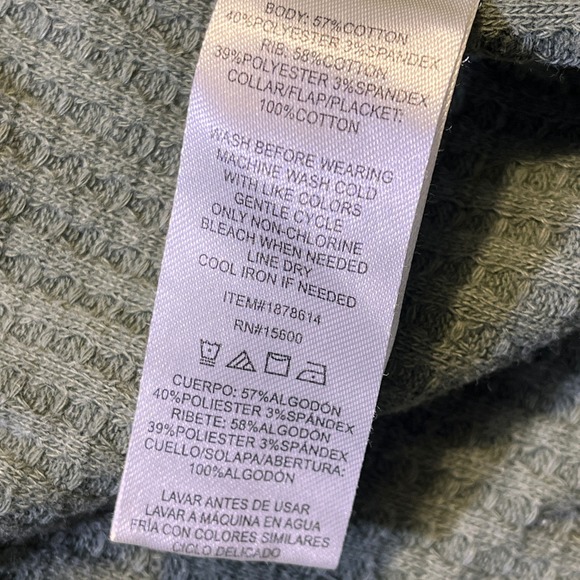 BODY: 57%COTTON
40%POLYESTER 3%SPANDEX
RIB: 58%COTTON
39%POLYESTER 3%SPANDEX
COLLAR/FLAP/PLACKET:
100%COTTON
WASH BEFORE WEARING
MACHINE WASH COLD
WITH LIKE COLORS
GENTLE CYCLE
ONLY NON-CHLORINE
BLEACH WHEN NEEDED
LINE DRY
COOL IRON IF NEEDED
ITEM#1878614
RN#15600
CUERPO: 57%ALGODÓN
40%POLIESTER 3%SPÁNDEX
RIBETE: 58%ALGODÓN
39%POLIESTER 3%SPÁNDEX
CUELLO/SOLAPA/ABERTURA:
100%ALGODÓN
LAVAR ANTES DE USAR
LAVAR A MÁQUINA EN AGUA
FRÍA CON COLORES SIMILARES
CICLO DELICADO